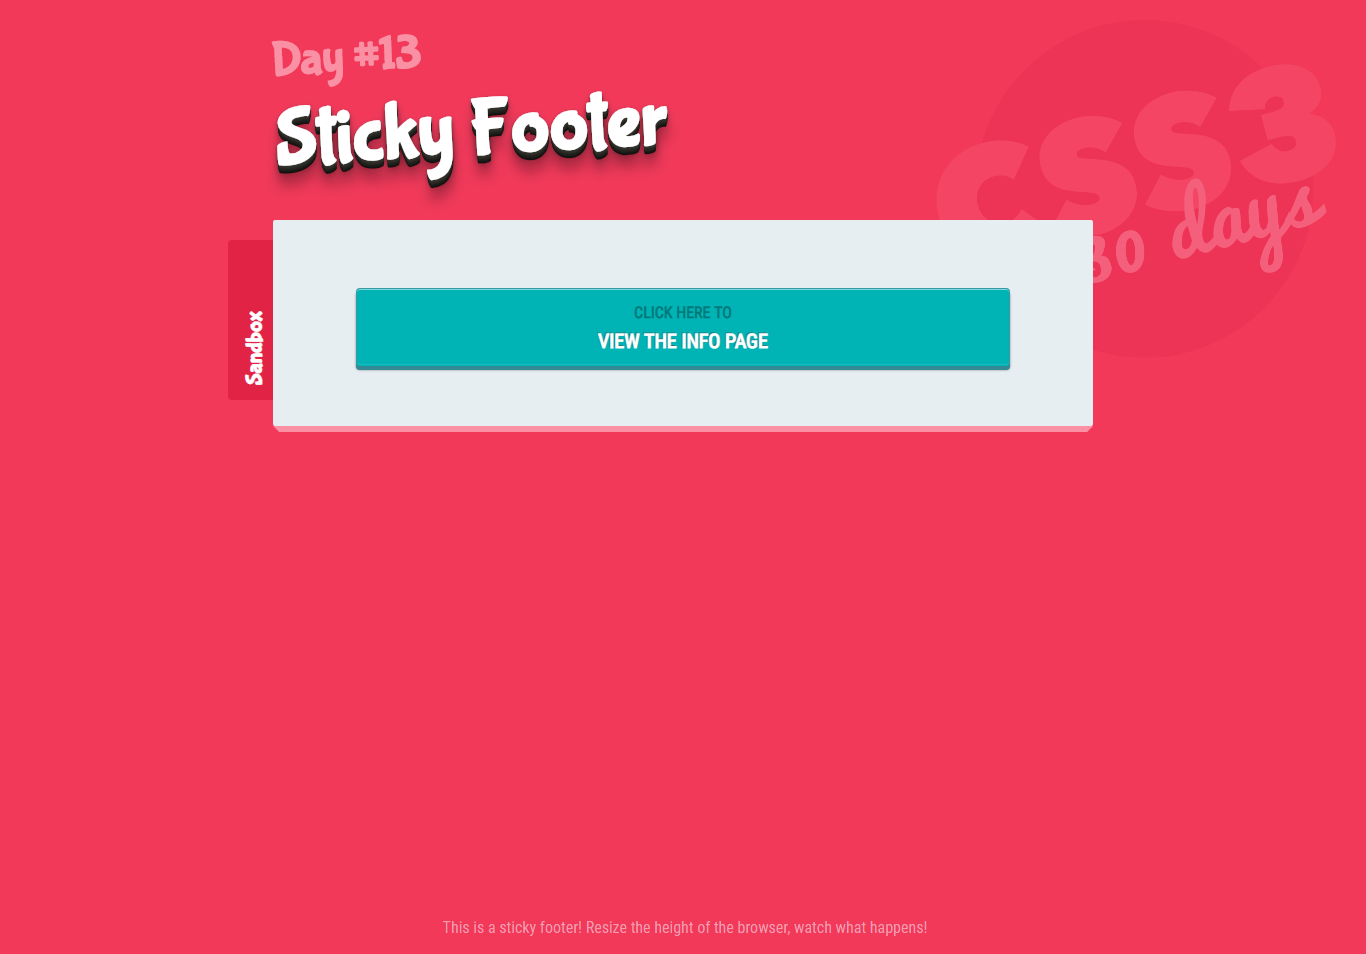 Day #13
Sticky Footer
css3
30 days
Sandbox
CLICK HERE TO
VIEW THE INFO PAGE
This is a sticky footer! Resize the height of the browser, watch what happens!